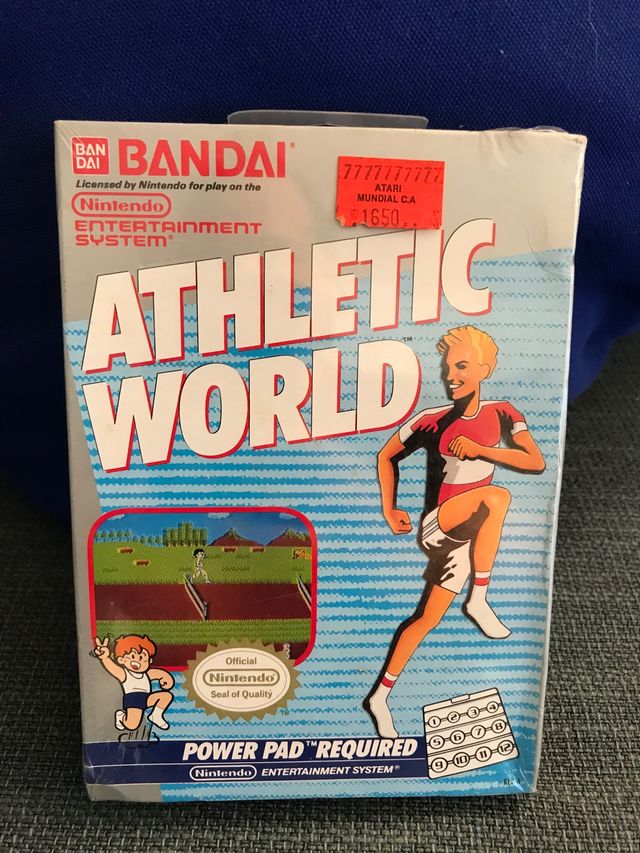 BAN
DAI
BANDAI®
Licensed by Nintendo for play on the
Nintendo
ENTERTAINMENT
SYSTEM®
7777777777
ATARI
MUNDIAL C.A
1650
ATHLETIC
WORLD™
Official
Nintendo®
Seal of Quality
TM
POWER PAD™ REQUIRED
Nintendo ENTERTAINMENT SYSTEM®
1 2 3 4
5 6 7 8
9 10 11 12